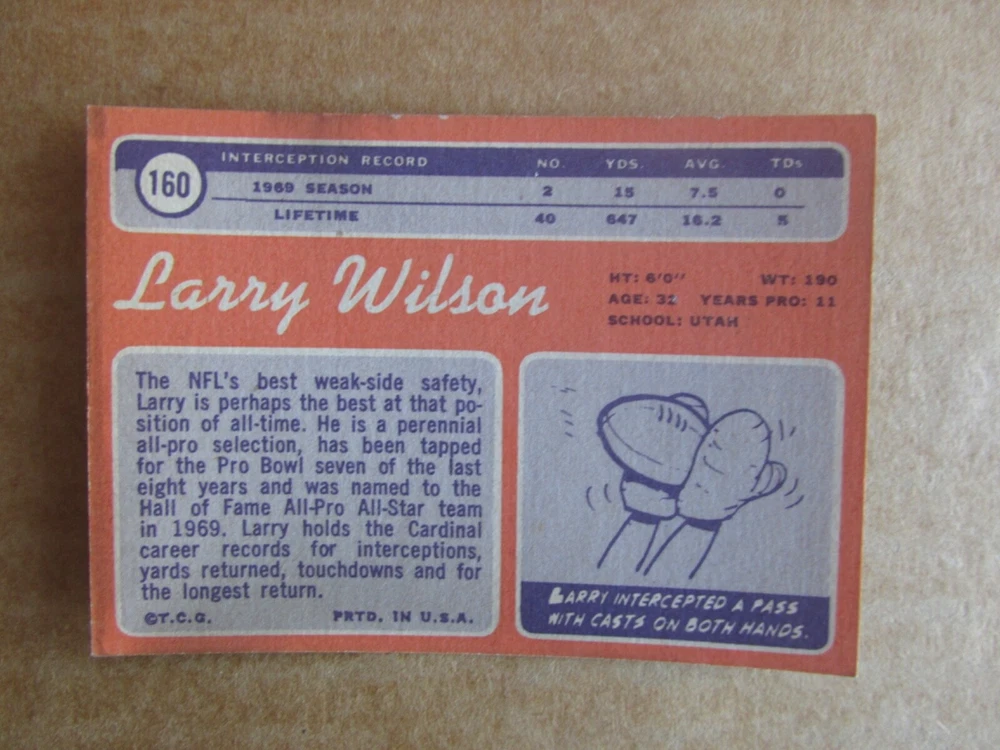 160
INTERCEPTION RECORD NO. YDS. AVG. TDs
1969 SEASON 2 15 7.5 0
LIFETIME 40 647 16.2 5
Larry Wilson
HT: 6'0" WT: 190
AGE: 32 YEARS PRO: 11
SCHOOL: UTAH
The NFL's best weak-side safety,
Larry is perhaps the best at that po-
sition of all-time. He is a perennial
all-pro selection, has been tapped
for the Pro Bowl seven of the last
eight years and was named to the
Hall of Fame All-Pro All-Star team
in 1969. Larry holds the Cardinal
career records for interceptions,
yards returned, touchdowns and for
the longest return.
©T.C.G. PRTD. IN U.S.A.
LARRY INTERCEPTED A PASS
WITH CASTS ON BOTH HANDS.